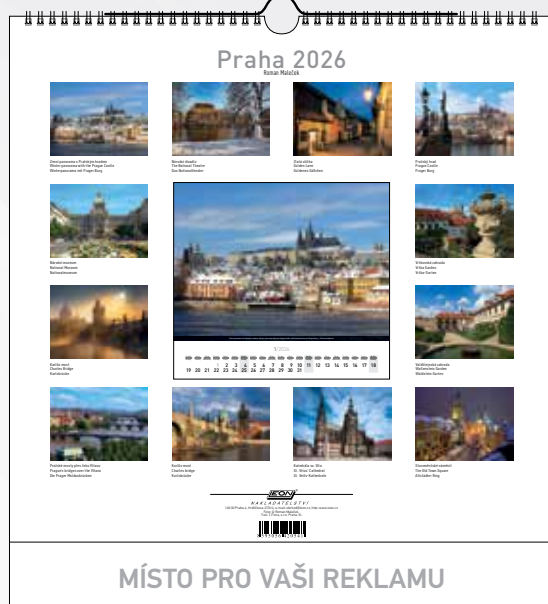 Praha 2026
Roman Maleček
Zimní panorama s Pražským hradem
Winter panorama with the Prague Castle
Winterpanorama mit Prager Burg
Národní divadlo
The National Theatre
Das Nationaltheater
Zlatá ulička
Golden Lane
Goldenes Gäßchen
Pražský hrad
Prague Castle
Prager Burg
Národní muzeum
National Museum
Nationalmuseum
Vrtbovská zahrada
Vrtba Garden
Vrtba-Garten
Karlův most
Charles Bridge
Karlsbrücke
1/2026
1 2 3 4 5 6 7 8 9 10 11 12 13 14 15 16 17 18
19 20 21 22 23 24 25 26 27 28 29 30 31
Valdštejnská zahrada
Wallenstein Garden
Waldstein Garten
Pražské mosty přes řeku Vltavu
Prague's bridges over the Vltava
Die Prager Moldaubrücken
Karlův most
Charles bridge
Karlsbrücke
Katedrála sv. Víta
St. Vitus' Cathedral
St. Veits-Kathedrale
Staroměstské náměstí
The Old Town Square
Altstädter Ring
LEON
NAKLADATELSTVÍ
MÍSTO PRO VAŠI REKLAMU